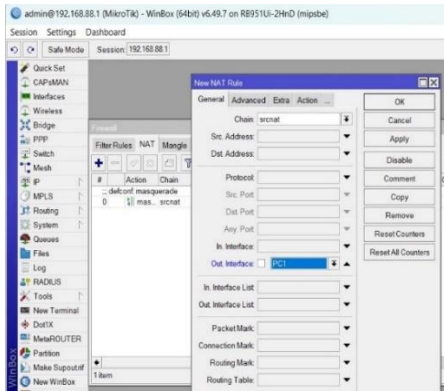 admin@192.168.88.1 (MikroTik) - WinBox (64bit) v6.49.7 on RB951Ui-2HnD (mipsbe)
Session Settings Dashboard
Safe Mode Session: 192.168.88.1
Quick Set
CAPsMAN
Interfaces
Wireless
Bridge
PPP
Switch
Mesh
IP
MPLS
Routing
System
Queues
Files
Log
RADIUS
Tools
New Terminal
Dot1X
MetaROUTER
Partition
Make Supout.rif
New WinBox
WinBox
Firewall
Filter Rules NAT Mangle
# Action Chain
;;; defconf: masquerade
0 mas... srcnat
1 item
New NAT Rule
General Advanced Extra Action ...
Chain: srcnat
Src. Address:
Dst. Address:
Protocol:
Src. Port:
Dst. Port:
Any. Port:
In. Interface:
Out. Interface: PC1
In. Interface List:
Out. Interface List:
Packet Mark:
Connection Mark:
Routing Mark:
Routing Table:
OK
Cancel
Apply
Disable
Comment
Copy
Remove
Reset Counters
Reset All Counters